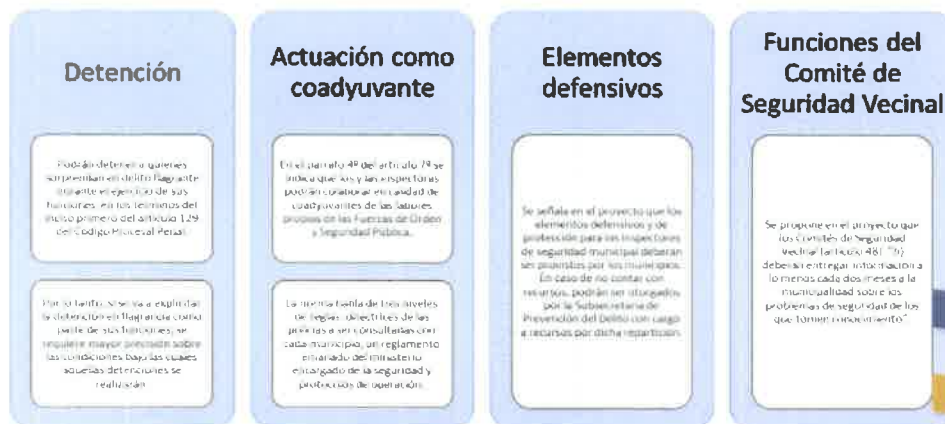 Detención
Podrán detener a quienes
sorprendan en delito flagrante
durante el ejercicio de sus
funciones, en los términos del
inciso primero del artículo 129
del Código Procesal Penal.
Por lo tanto, si se va a explicitar
la detención en flagrancia como
parte de sus funciones, se
requiere mayor precisión sobre
las condiciones bajo las cuales
aquellas detenciones se
realizarán
Actuación como
coadyuvante
En el párrafo 4º del artículo 7º se
indica que los y las inspectoras
podrán colaborar en calidad de
coadyuvantes de las labores
propias de las Fuerzas de Orden
y Seguridad Pública.
La norma habla de tres niveles
de reglas: directrices de las
policías a ser consultadas con
cada municipio, un reglamento
emanado del ministerio
encargado de la seguridad y
protocolos de operación.
Elementos
defensivos
Se señala en el proyecto que los
elementos defensivos y de
protección para los inspectores
de seguridad municipal deberán
ser provistos por los municipios.
En caso de no contar con
recursos, podrán ser otorgados
por la Subsecretaría de
Prevención del Delito con cargo
a recursos por dicha repartición.
Funciones del
Comité de
Seguridad Vecinal
Se propone en el proyecto que
los Comités de Seguridad
Vecinal (artículo 48)
deberán entregar información a
lo menos cada dos meses a la
municipalidad sobre los
problemas de seguridad de los
que tomen conocimiento"